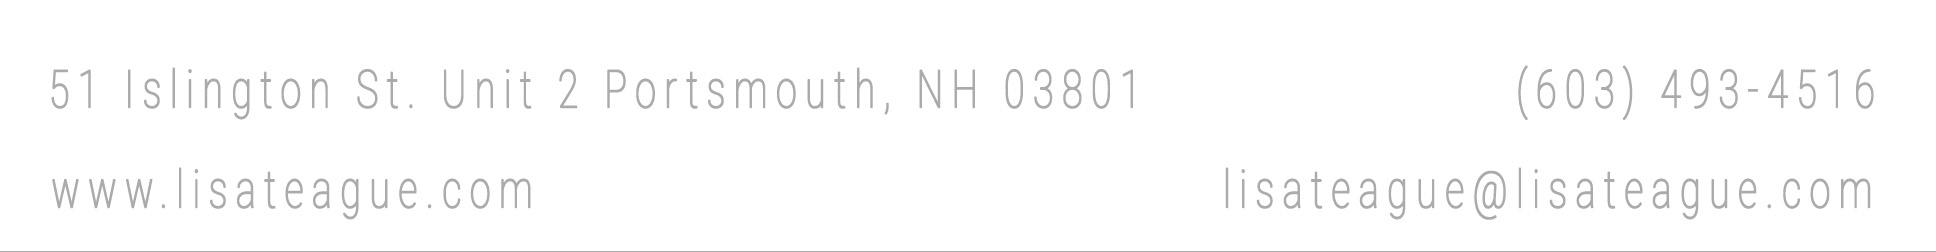 51 Islington St. Unit 2 Portsmouth, NH 03801 (603) 493-4516
www.lisateague.com lisateague@lisateague.com